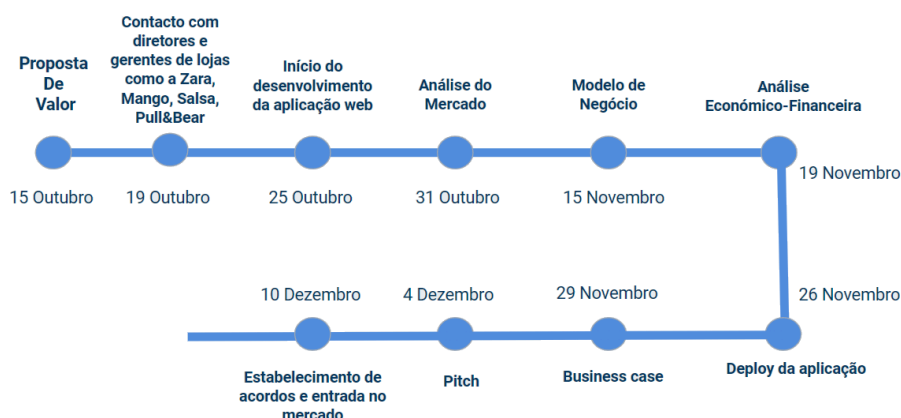 Proposta
De
Valor
15 Outubro
Contacto com
diretores e
gerentes de lojas
como a Zara,
Mango, Salsa,
Pull&Bear
19 Outubro
Início do
desenvolvimento
da aplicação web
25 Outubro
Análise do
Mercado
31 Outubro
Modelo de
Negócio
15 Novembro
Análise
Económico-Financeira
19 Novembro
26 Novembro
Deploy da aplicação
29 Novembro
Business case
4 Dezembro
Pitch
10 Dezembro
Estabelecimento de
acordos e entrada no
mercado